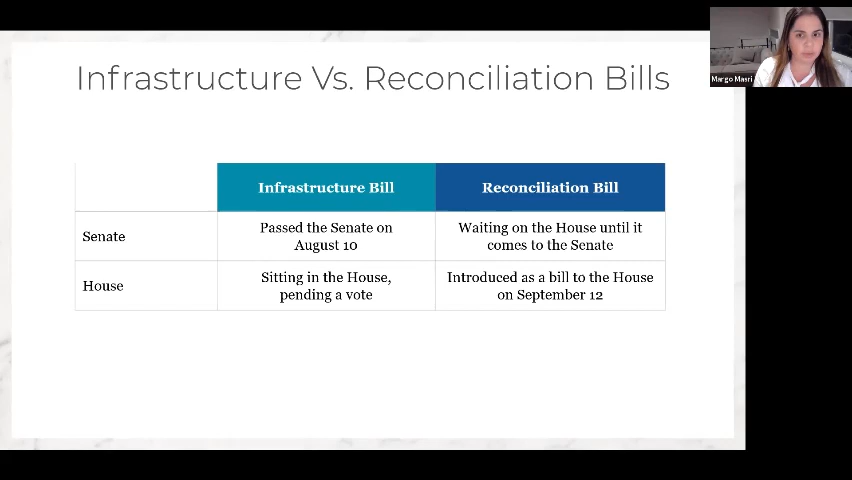 Infrastructure Vs. Reconciliation Bills
Margo Masri
Infrastructure Bill
Reconciliation Bill
Senate
Passed the Senate on
August 10
Waiting on the House until it
comes to the Senate
House
Sitting in the House,
pending a vote
Introduced as a bill to the House
on September 12